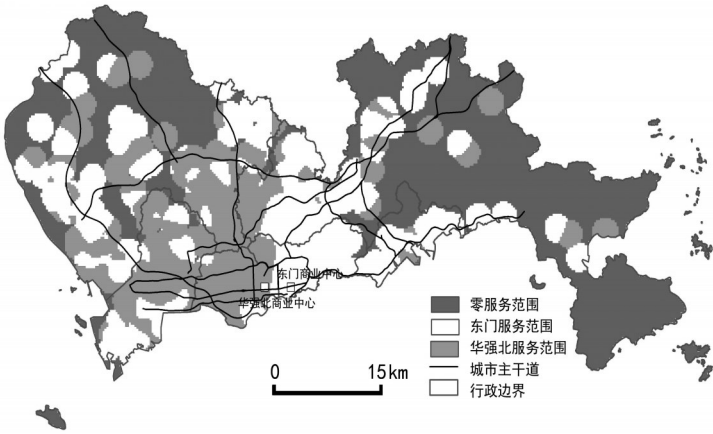 东门商业中心
华强北商业中心
零服务范围
东门服务范围
华强北服务范围
城市主干道
行政边界
0 15km